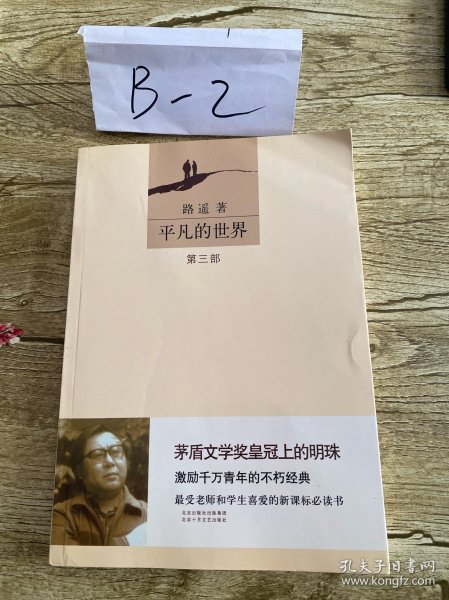 B-2
路遥 著
平凡的世界
第三部
茅盾文学奖皇冠上的明珠
激励千万青年的不朽经典
最受老师和学生喜爱的新课标必读书
北京出版社出版集团
北京十月文艺出版社
孔夫子旧书网
www.kongfz.com